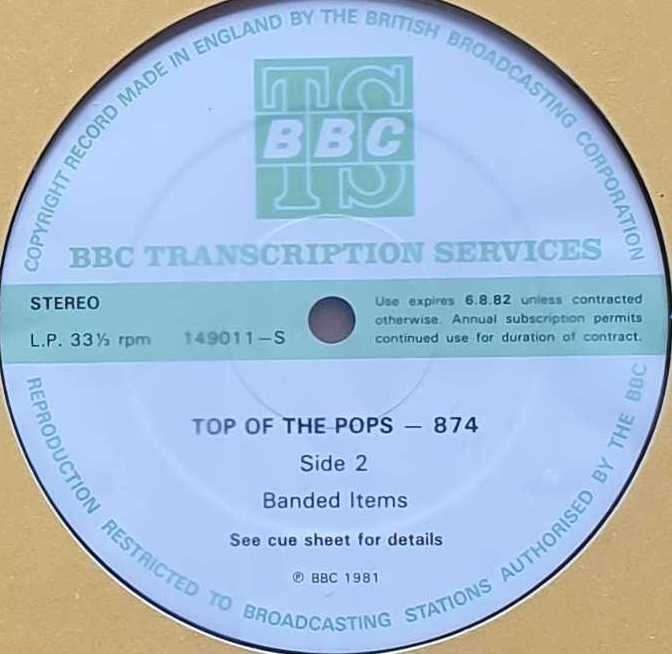 COPYRIGHT RECORD MADE IN ENGLAND BY THE BRITISH BROADCASTING CORPORATION
TS
BBC
BBC TRANSCRIPTION SERVICES
STEREO
L.P. 33⅓ rpm 149011–S
Use expires 6.8.82 unless contracted
otherwise. Annual subscription permits
continued use for duration of contract.
TOP OF THE POPS — 874
Side 2
Banded Items
See cue sheet for details
℗ BBC 1981
REPRODUCTION RESTRICTED TO BROADCASTING STATIONS AUTHORISED BY THE BBC